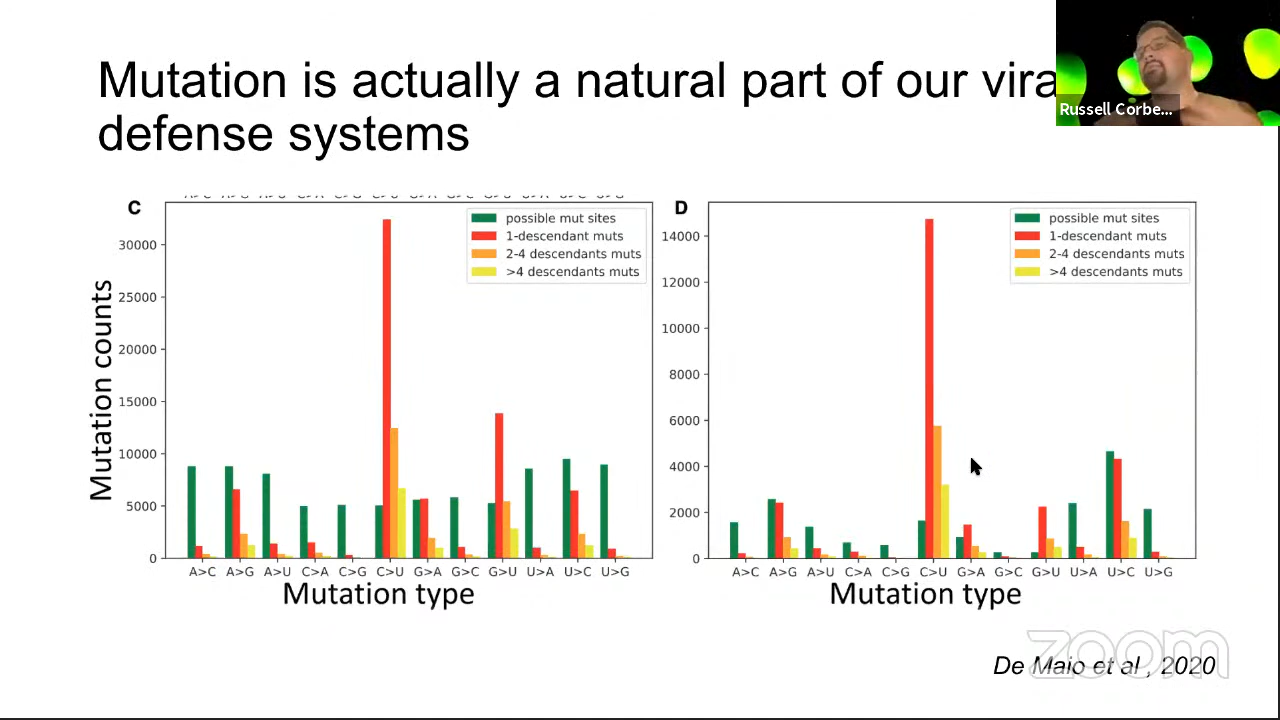 Mutation is actually a natural part of our vira
defense systems
Russell Corbe...
C
possible mut sites
1-descendant muts
2-4 descendants muts
>4 descendants muts
Mutation counts
30000
25000
20000
15000
10000
5000
0
A>C A>G A>U C>A C>G C>U G>A G>C G>U U>A U>C U>G
Mutation type
D
possible mut sites
1-descendant muts
2-4 descendants muts
>4 descendants muts
14000
12000
10000
8000
6000
4000
2000
0
A>C A>G A>U C>A C>G C>U G>A G>C G>U U>A U>C U>G
Mutation type
zoom
De Maio et al , 2020